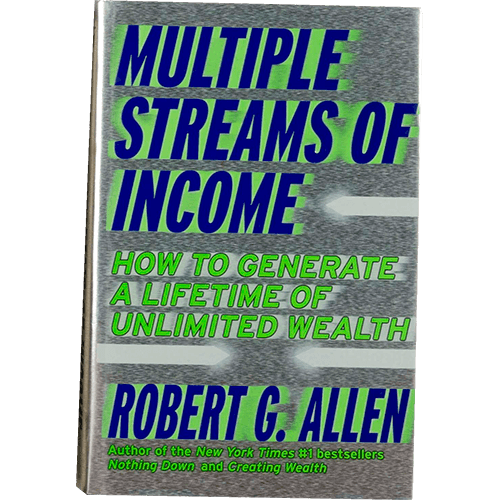 MULTIPLE
STREAMS OF
INCOME
HOW TO GENERATE
A LIFETIME OF
UNLIMITED WEALTH
ROBERT G. ALLEN
Author of the New York Times #1 bestsellers
Nothing Down and Creating Wealth